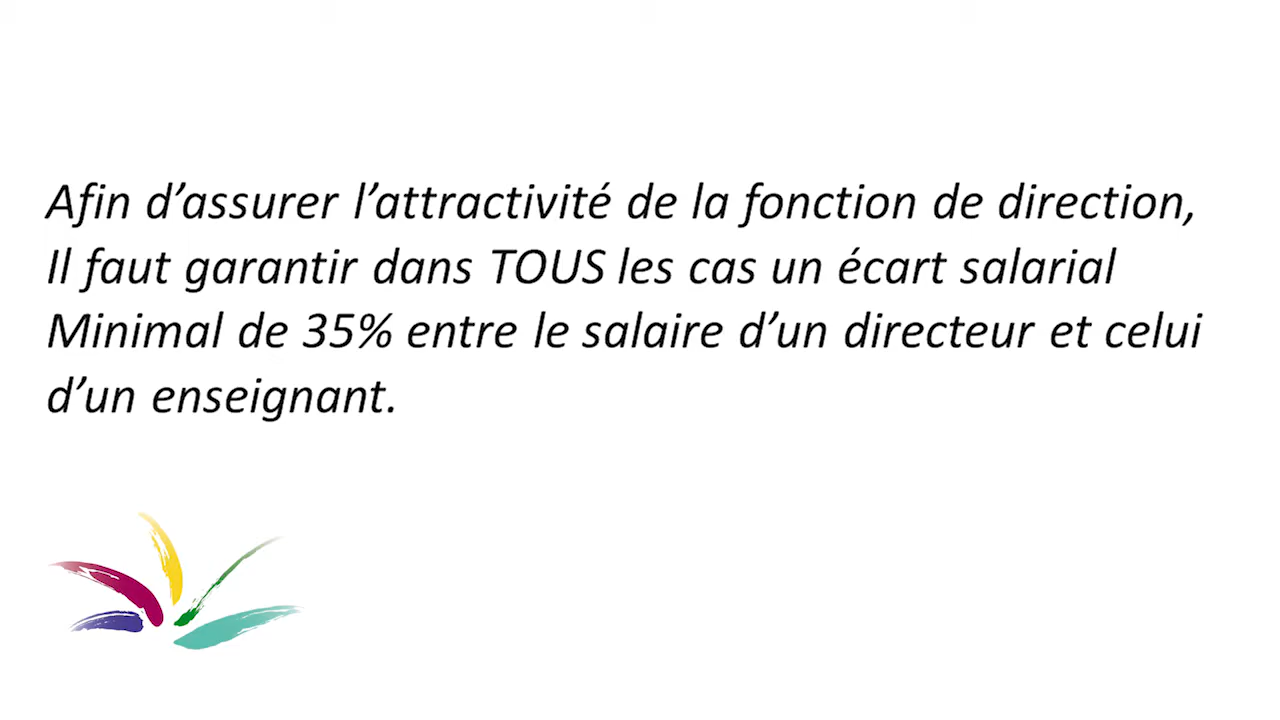 Afin d’assurer l’attractivité de la fonction de direction,
Il faut garantir dans TOUS les cas un écart salarial
Minimal de 35% entre le salaire d’un directeur et celui
d’un enseignant.